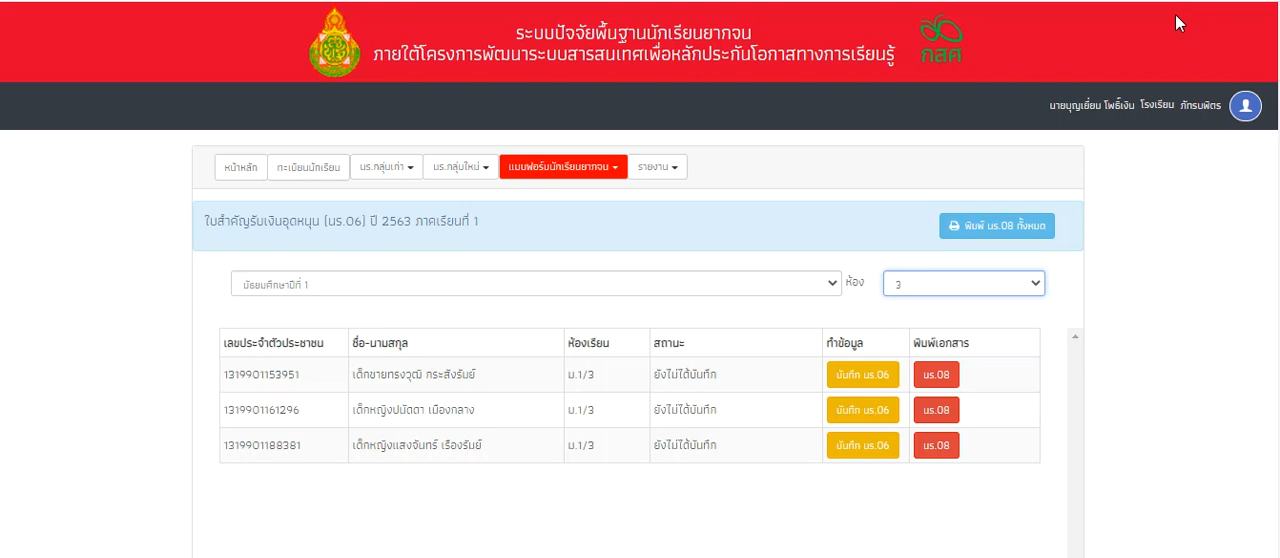 ระบบปัจจัยพื้นฐานนักเรียนยากจน
ภายใต้โครงการพัฒนาระบบสารสนเทศเพื่อหลักประกันโอกาสทางการเรียนรู้
กสศ
นายบุญเยี่ยม โพธิ์เงิน โรงเรียน ภัทรบพิตร
หน้าหลัก ทะเบียนนักเรียน นร.กลุ่มเก่า นร.กลุ่มใหม่ แบบฟอร์มนักเรียนยากจน รายงาน
ใบสำคัญรับเงินอุดหนุน (นร.06) ปี 2563 ภาคเรียนที่ 1 พิมพ์ นร.08 ทั้งหมด
มัธยมศึกษาปีที่ 1 ห้อง 3
เลขประจำตัวประชาชน ชื่อ-นามสกุล ห้องเรียน สถานะ ทำข้อมูล พิมพ์เอกสาร
1319901153951 เด็กชายทรงวุฒิ กระสังรัมย์ ม.1/3 ยังไม่ได้บันทึก บันทึก นร.06 นร.08
1319901161296 เด็กหญิงปนัดดา เมืองกลาง ม.1/3 ยังไม่ได้บันทึก บันทึก นร.06 นร.08
1319901188381 เด็กหญิงแสงจันทร์ เรืองรัมย์ ม.1/3 ยังไม่ได้บันทึก บันทึก นร.06 นร.08